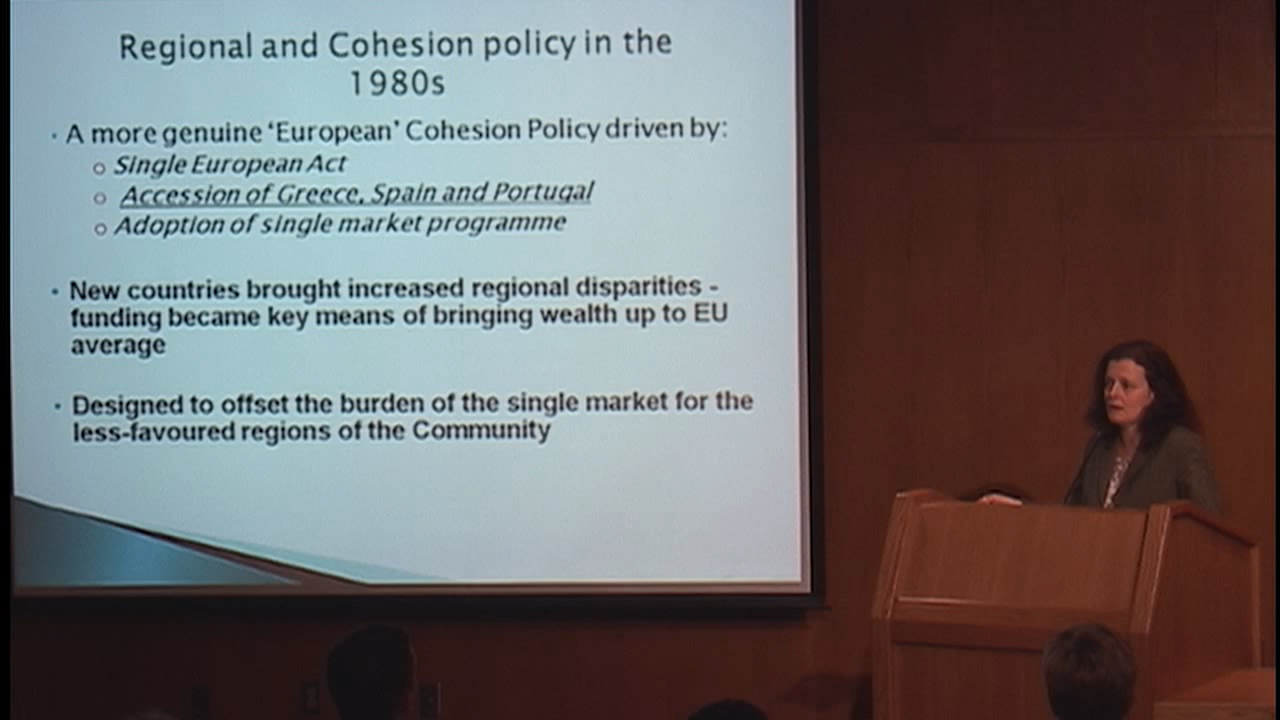 Regional and Cohesion policy in the
1980s
• A more genuine ‘European’ Cohesion Policy driven by:
○ Single European Act
○ Accession of Greece, Spain and Portugal
○ Adoption of single market programme
• New countries brought increased regional disparities -
funding became key means of bringing wealth up to EU
average
• Designed to offset the burden of the single market for the
less-favoured regions of the Community